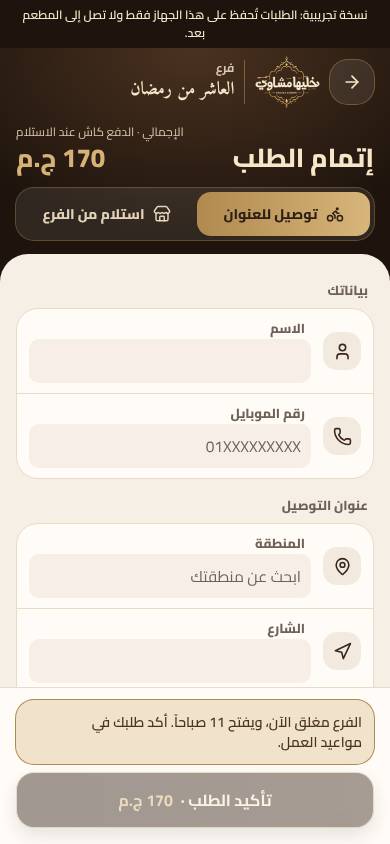 نسخة تجريبية: الطلبات تُحفظ على هذا الجهاز فقط ولا تصل إلى المطعم
بعد.
خليها مشاوي
فرع
العاشر من رمضان
الإجمالي · الدفع كاش عند الاستلام
إتمام الطلب
170 ج.م
توصيل للعنوان
استلام من الفرع
بياناتك
الاسم
رقم الموبايل
01XXXXXXXXX
عنوان التوصيل
المنطقة
ابحث عن منطقتك
الشارع
الفرع مغلق الآن، ويفتح 11 صباحاً. أكد طلبك في
مواعيد العمل.
تأكيد الطلب · 170 ج.م